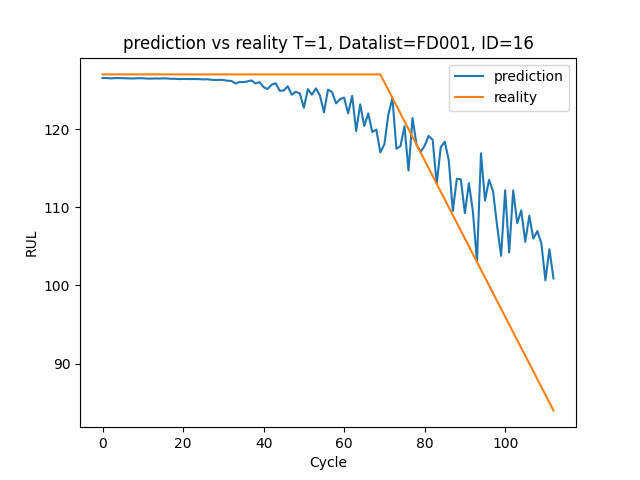 prediction vs reality T=1, Datalist=FD001, ID=16
prediction
reality
120
110
100
90
RUL
0 20 40 60 80 100
Cycle